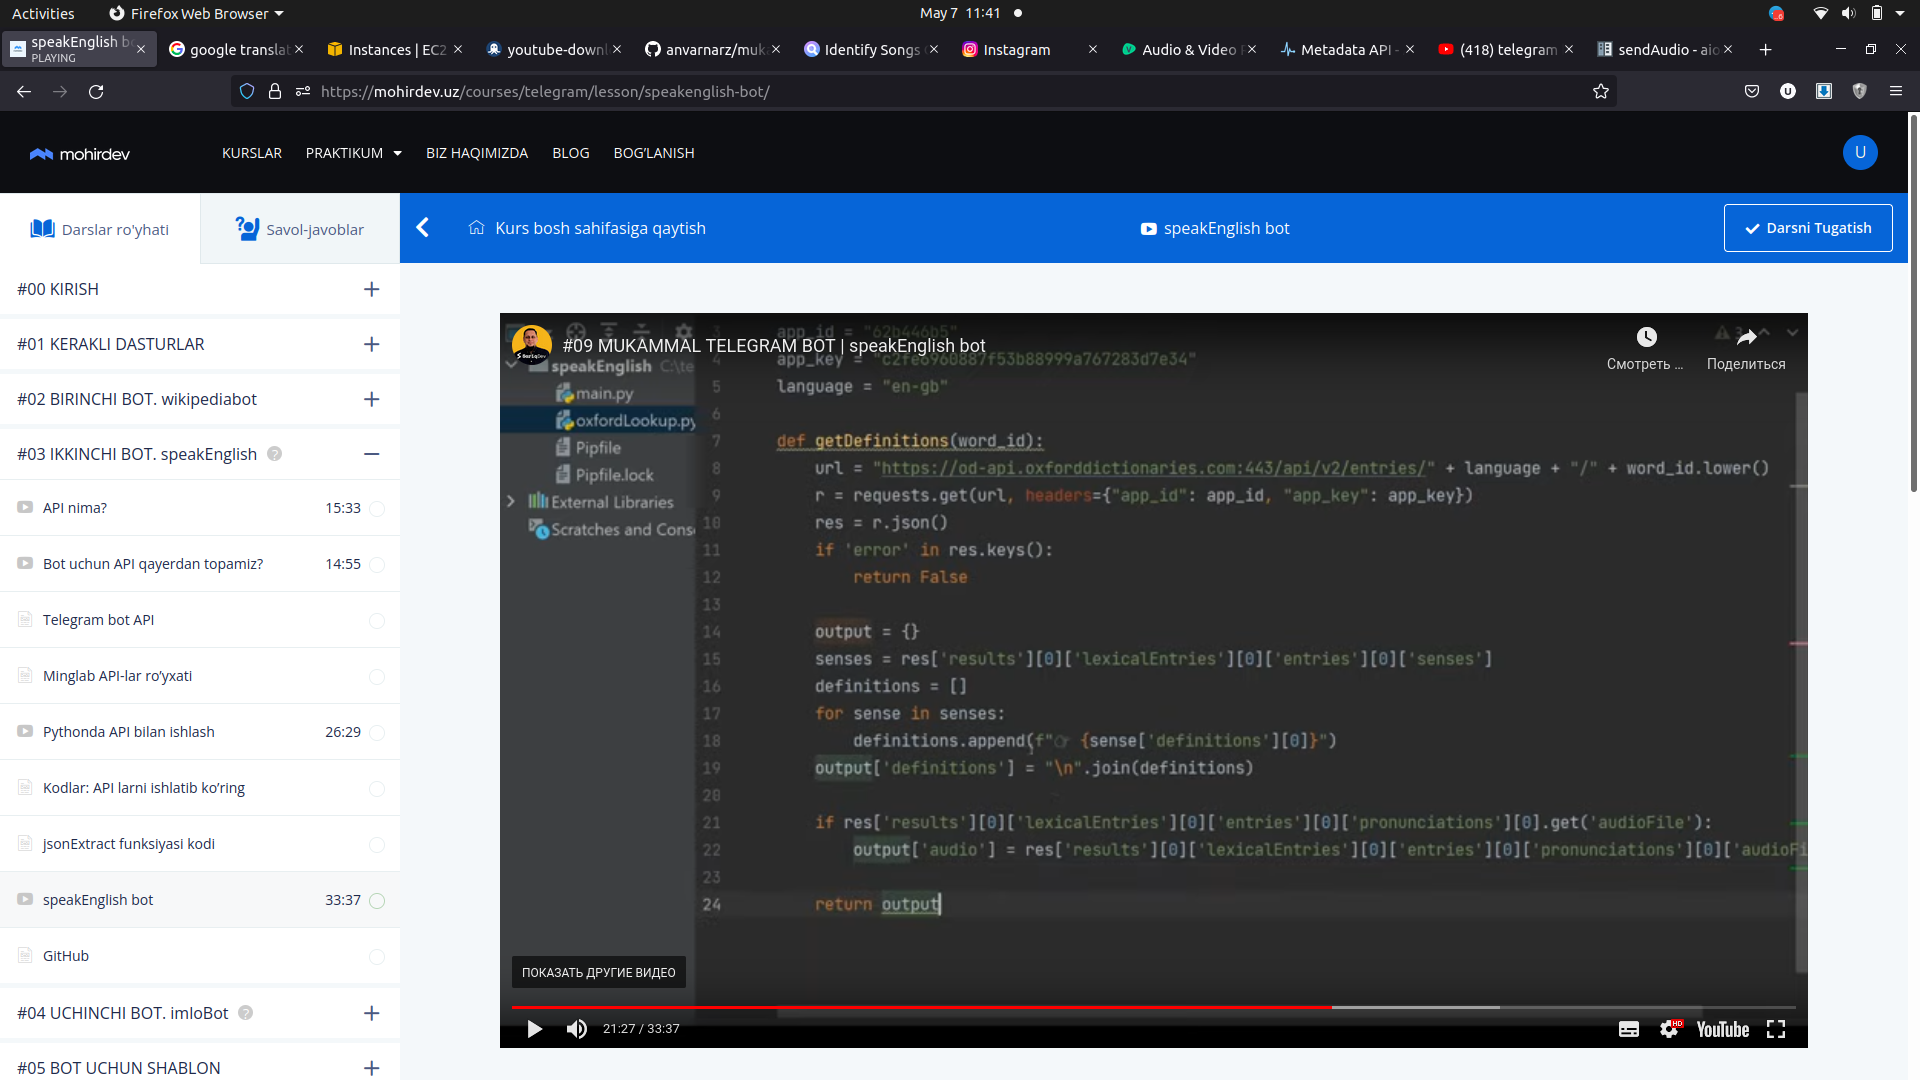 Activities
Firefox Web Browser
May 7 11:41
speakEnglish bo
PLAYING
google translat
Instances | EC2
youtube-downl
anvarnarz/muk
Identify Songs
Instagram
Audio & Video F
Metadata API -
(418) telegram
sendAudio - aio
https://mohirdev.uz/courses/telegram/lesson/speakenglish-bot/
mohirdev
KURSLAR
PRAKTIKUM
BIZ HAQIMIZDA
BLOG
BOG‘LANISH
U
Darslar ro'yhati
Savol-javoblar
Kurs bosh sahifasiga qaytish
speakEnglish bot
Darsni Tugatish
#00 KIRISH
#01 KERAKLI DASTURLAR
#02 BIRINCHI BOT. wikipediabot
#03 IKKINCHI BOT. speakEnglish
API nima? 15:33
Bot uchun API qayerdan topamiz? 14:55
Telegram bot API
Minglab API-lar ro‘yxati
Pythonda API bilan ishlash 26:29
Kodlar: API larni ishlatib ko‘ring
jsonExtract funksiyasi kodi
speakEnglish bot 33:37
GitHub
#04 UCHINCHI BOT. imloBot
#05 BOT UCHUN SHABLON
#09 MUKAMMAL TELEGRAM BOT | speakEnglish bot
Смотреть ...
Поделиться
speakEnglish C:\te
main.py
oxfordLookup.py
Pipfile
Pipfile.lock
External Libraries
Scratches and Cons
3 app_id = "62b446b5"
4 app_key = "c2fe6960887f53b88999a767283d7e34"
5 language = "en-gb"
6
7 def getDefinitions(word_id):
8 url = "https://od-api.oxforddictionaries.com:443/api/v2/entries/" + language + "/" + word_id.lower()
9 r = requests.get(url, headers={"app_id": app_id, "app_key": app_key})
10 res = r.json()
11 if 'error' in res.keys():
12 return False
13
14 output = {}
15 senses = res['results'][0]['lexicalEntries'][0]['entries'][0]['senses']
16 definitions = []
17 for sense in senses:
18 definitions.append(f"👉 {sense['definitions'][0]}")
19 output['definitions'] = "\n".join(definitions)
20
21 if res['results'][0]['lexicalEntries'][0]['entries'][0]['pronunciations'][0].get('audioFile'):
22 output['audio'] = res['results'][0]['lexicalEntries'][0]['entries'][0]['pronunciations'][0]['audioFi
23
24 return output
ПОКАЗАТЬ ДРУГИЕ ВИДЕО
21:27 / 33:37
HD
YouTube